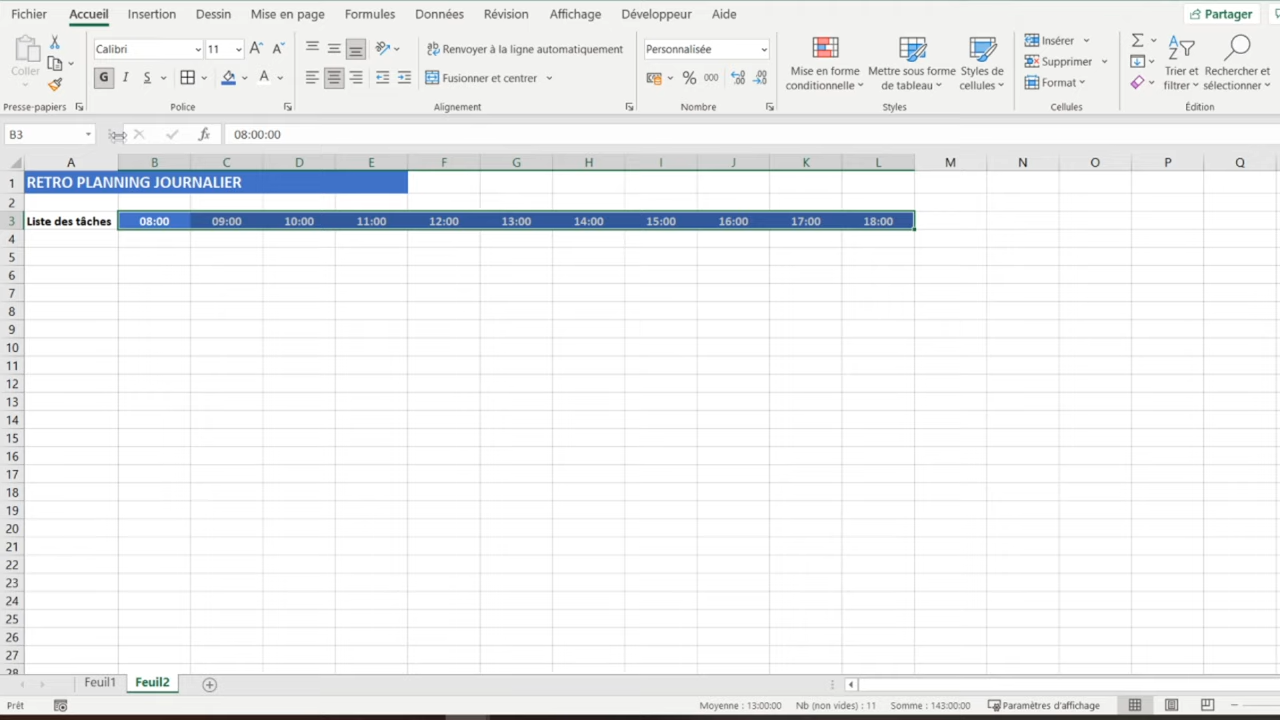 Fichier Accueil Insertion Dessin Mise en page Formules Données Révision Affichage Développeur Aide Partager
Coller
Presse-papiers
Calibri 11
G I S A
Police
Renvoyer à la ligne automatiquement
Fusionner et centrer
Alignement
Personnalisée
% 000
Nombre
Mise en forme conditionnelle
Mettre sous forme de tableau
Styles de cellules
Styles
Insérer
Supprimer
Format
Cellules
Trier et filtrer
Rechercher et sélectionner
Édition
B3 fx 08:00:00
A B C D E F G H I J K L M N O P Q
1 RETRO PLANNING JOURNALIER
2
3 Liste des tâches 08:00 09:00 10:00 11:00 12:00 13:00 14:00 15:00 16:00 17:00 18:00
4
5
6
7
8
9
10
11
12
13
14
15
16
17
18
19
20
21
22
23
24
25
26
27
28
Feuil1 Feuil2
Prêt Moyenne : 13:00:00 Nb (non vides) : 11 Somme : 143:00:00 Paramètres d'affichage